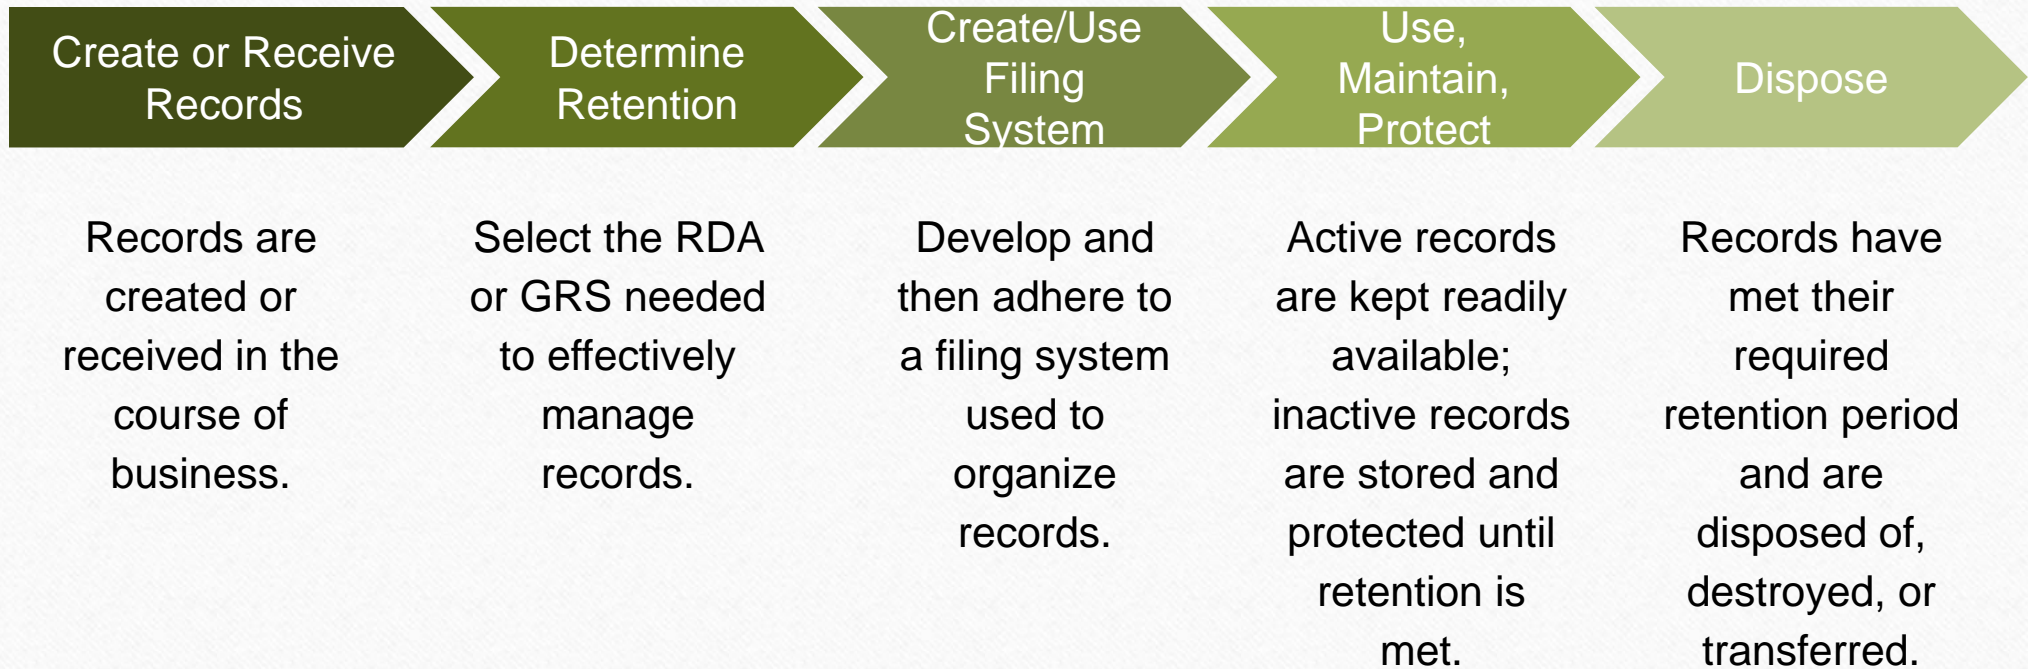 Create or Receive
Records
Determine
Retention
Create/Use
Filing
System
Use,
Maintain,
Protect
Dispose
Records are
created or
received in the
course of
business.
Select the RDA
or GRS needed
to effectively
manage
records.
Develop and
then adhere to
a filing system
used to
organize
records.
Active records
are kept readily
available;
inactive records
are stored and
protected until
retention is
met.
Records have
met their
required
retention period
and are
disposed of,
destroyed, or
transferred.